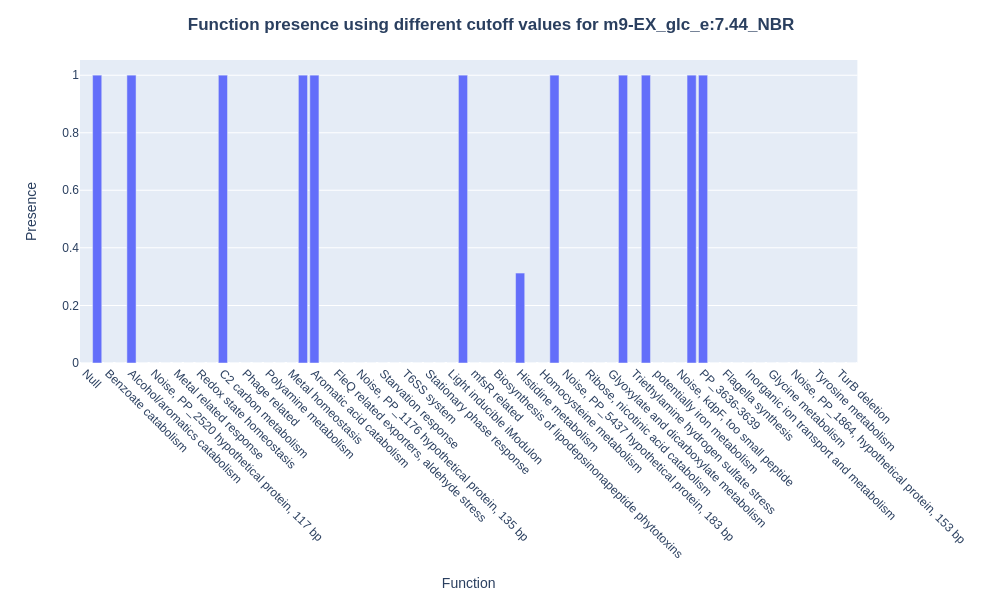 Function presence using different cutoff values for m9-EX_glc_e:7.44_NBR
Presence
1
0.8
0.6
0.4
0.2
0
Null
Benzoate catabolism
Alcohol/aromatics catabolism
Noise, PP_2520 hypothetical protein, 117 bp
Metal related response
Redox state homeostasis
C2 carbon metabolism
Phage related
Polyamine metabolism
Metal homeostasis
Aromatic acid catabolism
FleQ related exporters, aldehyde stress
Noise, PP_1176 hypothetical protein, 135 bp
Starvation response
T6SS system
Stationary phase response
Light inducible iModulon
mfsR related
Biosynthesis of lipodepsinonapeptide phytotoxins
Histidine metabolism
Homocysteine metabolism
Noise, PP_5437 hypothetical protein, 183 bp
Ribose, nicotinic acid catabolism
Glyoxylate and dicarboxylate metabolism
Triethylamine hydrogen sulfate stress
potentially iron metabolism
Noise, kdpF, too small peptide
PP_3636-3639
Flagella synthesis
Inorganic ion transport and metabolism
Glycine metabolism
Noise, PP_1864, hypothetical protein, 153 bp
Tyrosine metabolism
TurB deletion
Function